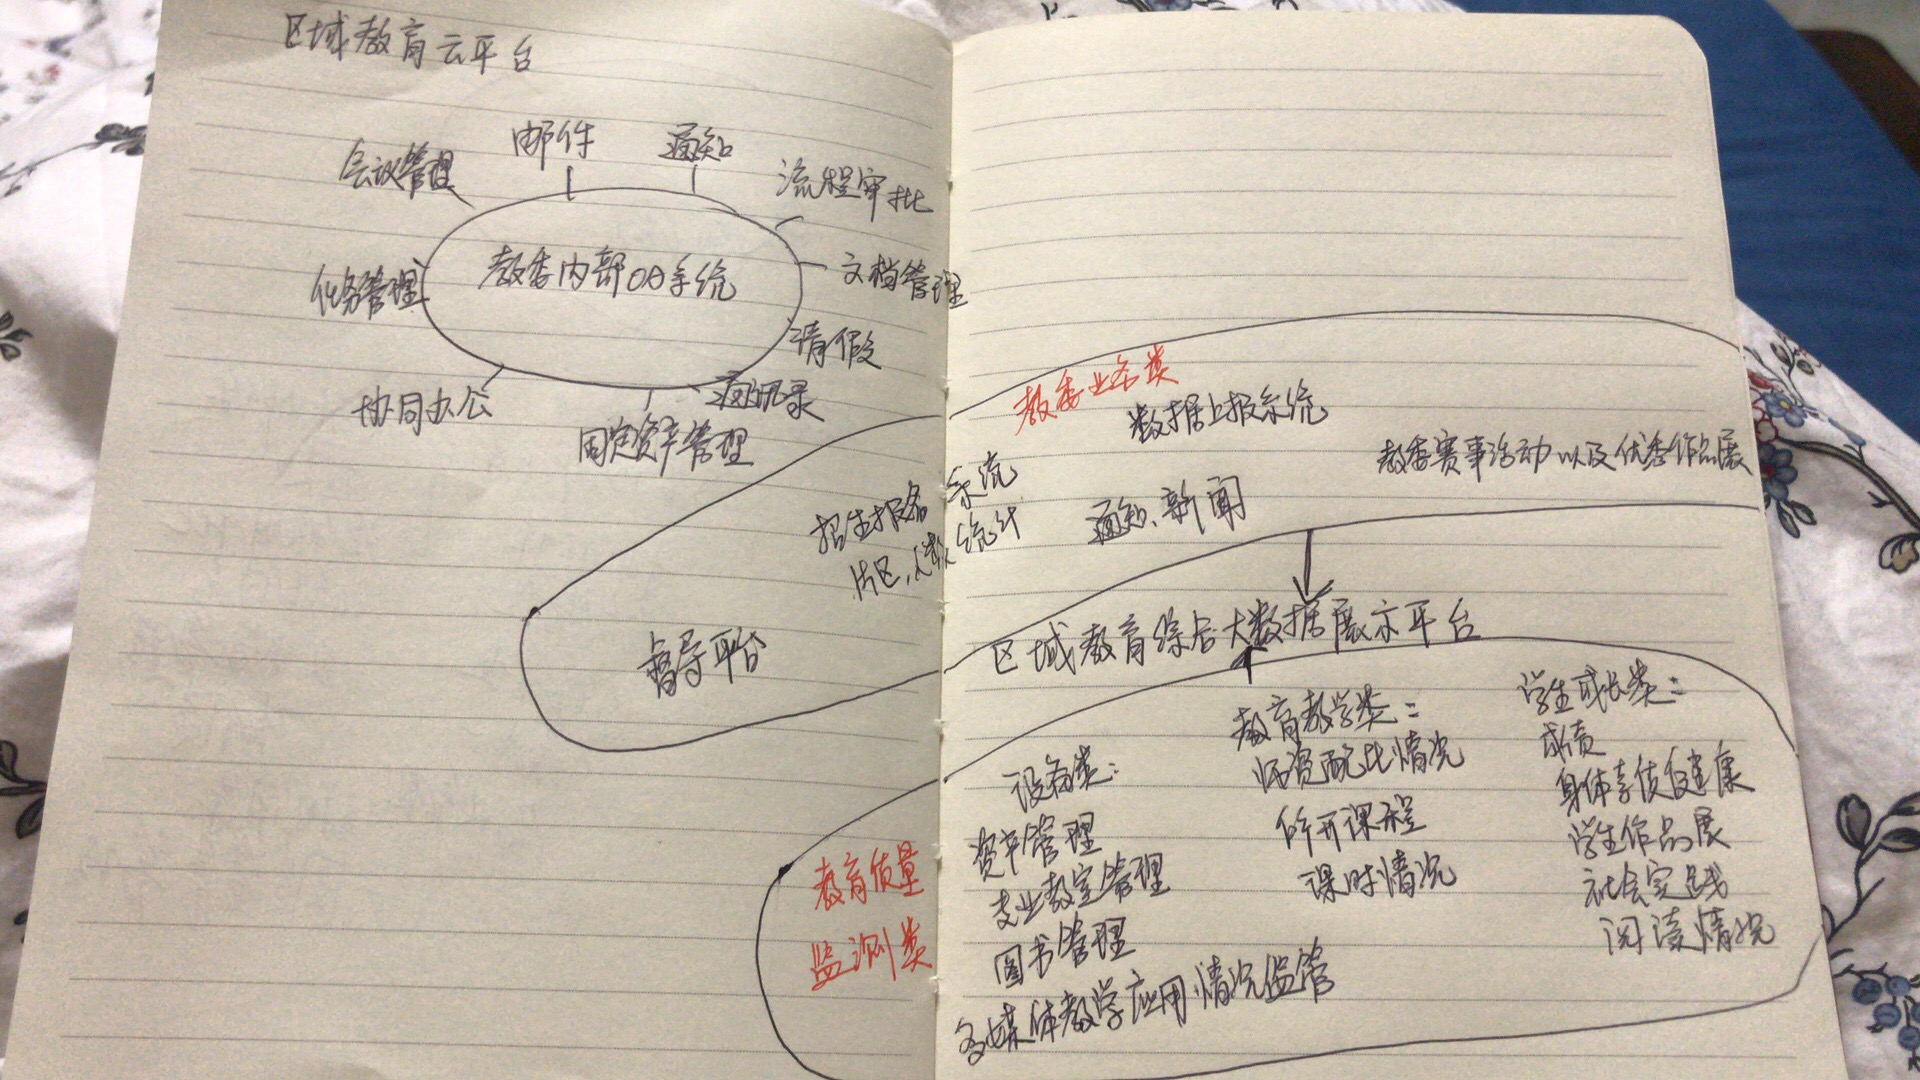 区域教育云平台
会议管理
邮件
通知
流程审批
任务管理
教委内部OA系统
文档管理
请假
协同办公
固定资产管理
通讯录
教委业务类
数据上报系统
教委赛事活动以及优秀作品展
招生报名系统
片区,人数统计
通知、新闻
督导平台
区域教育综合大数据展示平台
教育质量
监测类
设备类:
资产管理
专业教室管理
图书管理
多媒体教学应用情况监管
教育教学类:
师资配比情况
所开课程
课时情况
学生成长类:
成绩
身体素质健康
学生作品展
社会实践
阅读情况